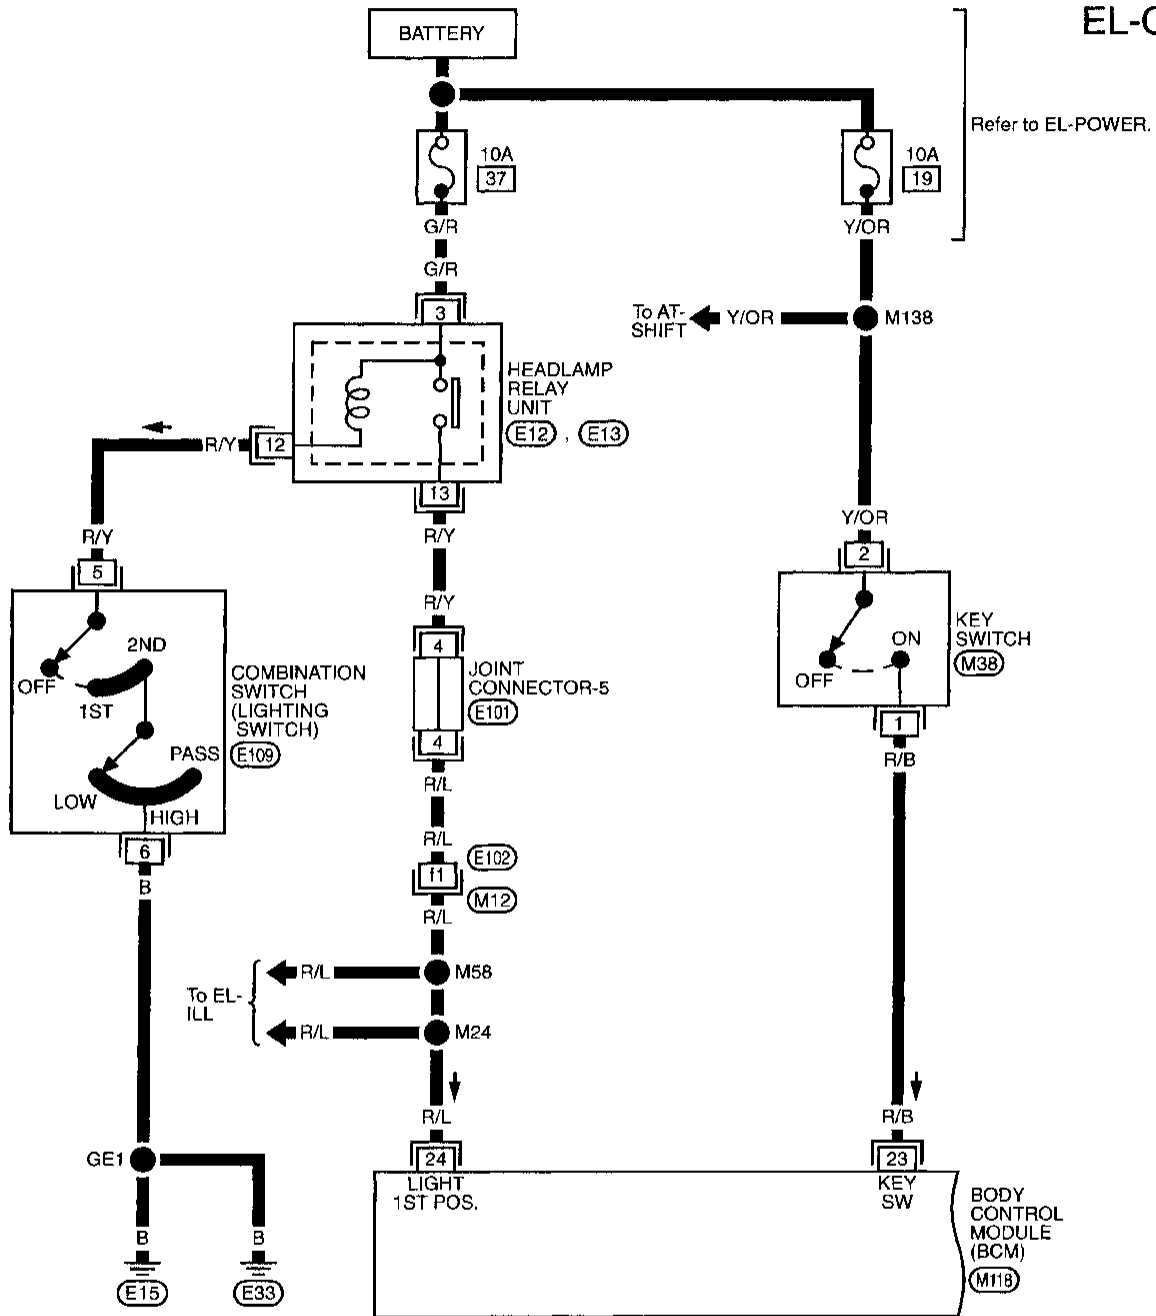 EL-C
BATTERY
Refer to EL-POWER.
10A
37
10A
19
G/R
Y/OR
G/R
3
To AT-
SHIFT
Y/OR
M138
HEADLAMP
RELAY
UNIT
E12 , E13
R/Y
12
13
R/Y
Y/OR
R/Y
2
5
R/Y
4
KEY
SWITCH
M38
ON
OFF
2ND
OFF
1ST
COMBINATION
SWITCH
(LIGHTING
SWITCH)
E109
JOINT
CONNECTOR-5
E101
PASS
LOW
HIGH
4
1
R/B
R/L
6
B
R/L
E102
11
M12
R/L
To EL-
ILL
R/L
M58
R/L
M24
R/L
R/B
GE1
24
23
LIGHT
1ST POS.
KEY
SW
BODY
CONTROL
MODULE
(BCM)
M118
B
B
E15
E33